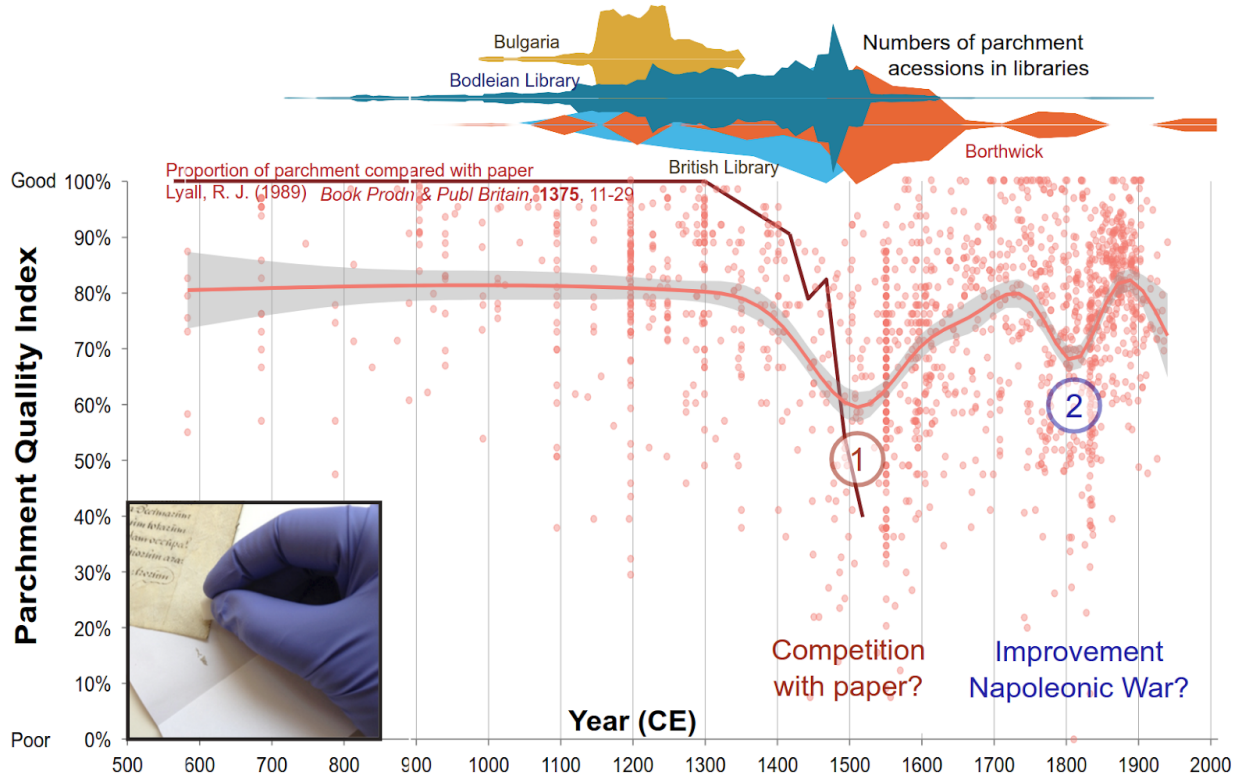 Bulgaria
Numbers of parchment
acessions in libraries
Bodleian Library
Borthwick
British Library
Proportion of parchment compared with paper
Lyall, R. J. (1989) Book Prodn & Publ Britain, 1375, 11-29
Parchment Quallity Index
Good 100%
90%
80%
70%
60%
50%
40%
30%
20%
10%
Poor 0%
1
2
Competition
with paper?
Improvement
Napoleonic War?
Year (CE)
500 600 700 800 900 1000 1100 1200 1300 1400 1500 1600 1700 1800 1900 2000